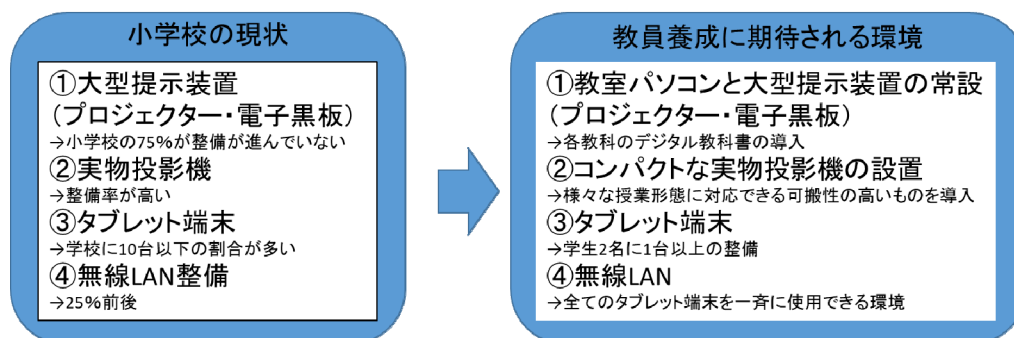 小学校の現状
①大型提示装置
(プロジェクター・電子黒板)
→小学校の75%が整備が進んでいない
②実物投影機
→整備率が高い
③タブレット端末
→学校に10台以下の割合が多い
④無線LAN整備
→25%前後
教員養成に期待される環境
①教室パソコンと大型提示装置の常設
(プロジェクター・電子黒板)
→各教科のデジタル教科書の導入
②コンパクトな実物投影機の設置
→様々な授業形態に対応できる可搬性の高いものを導入
③タブレット端末
→学生2名に1台以上の整備
④無線LAN
→全てのタブレット端末を一斉に使用できる環境